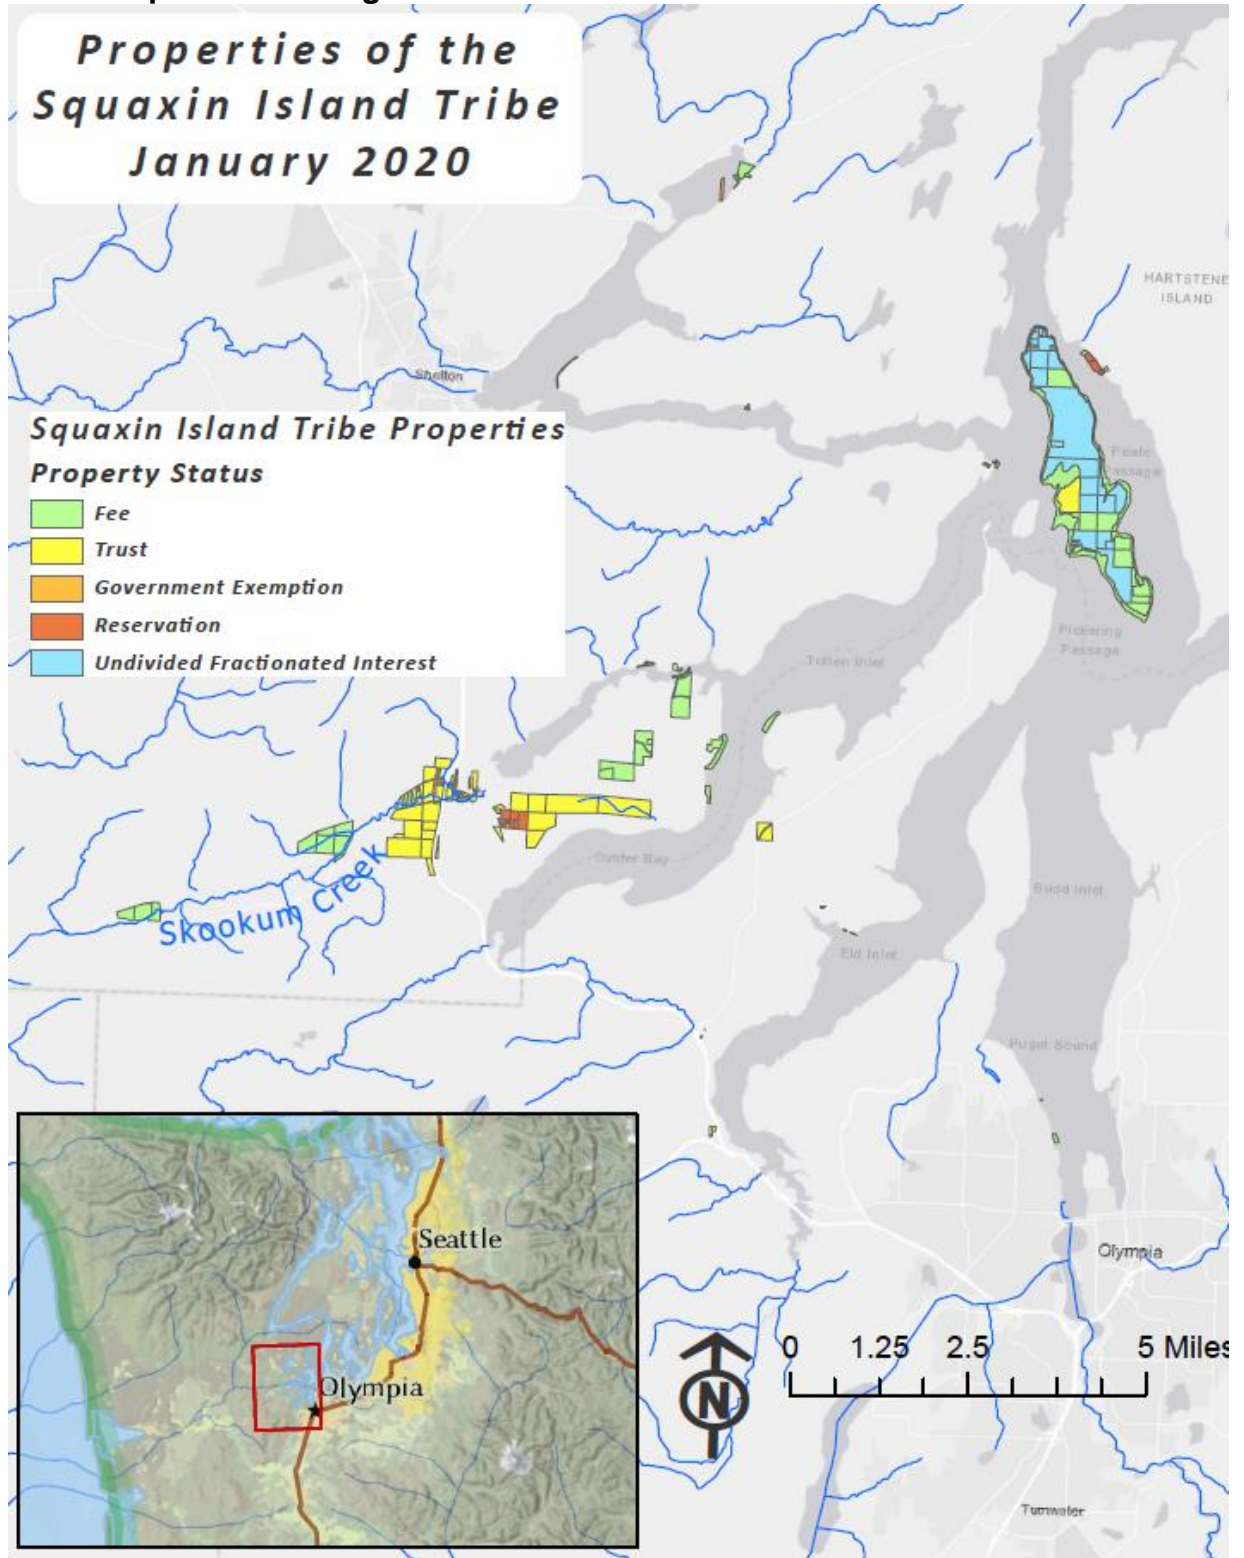 Properties of the
Squaxin Island Tribe
January 2020
HARTSTENE
ISLAND
Shelton
Squaxin Island Tribe Properties
Property Status
Fee
Trust
Government Exemption
Reservation
Undivided Fractionated Interest
Peale
Passage
Pickering
Passage
Totten Inlet
Oyster Bay
Skookum Creek
Budd Inlet
Eld Inlet
Puget Sound
Seattle
Olympia
Olympia
0 1.25 2.5 5 Miles
N
Tumwater